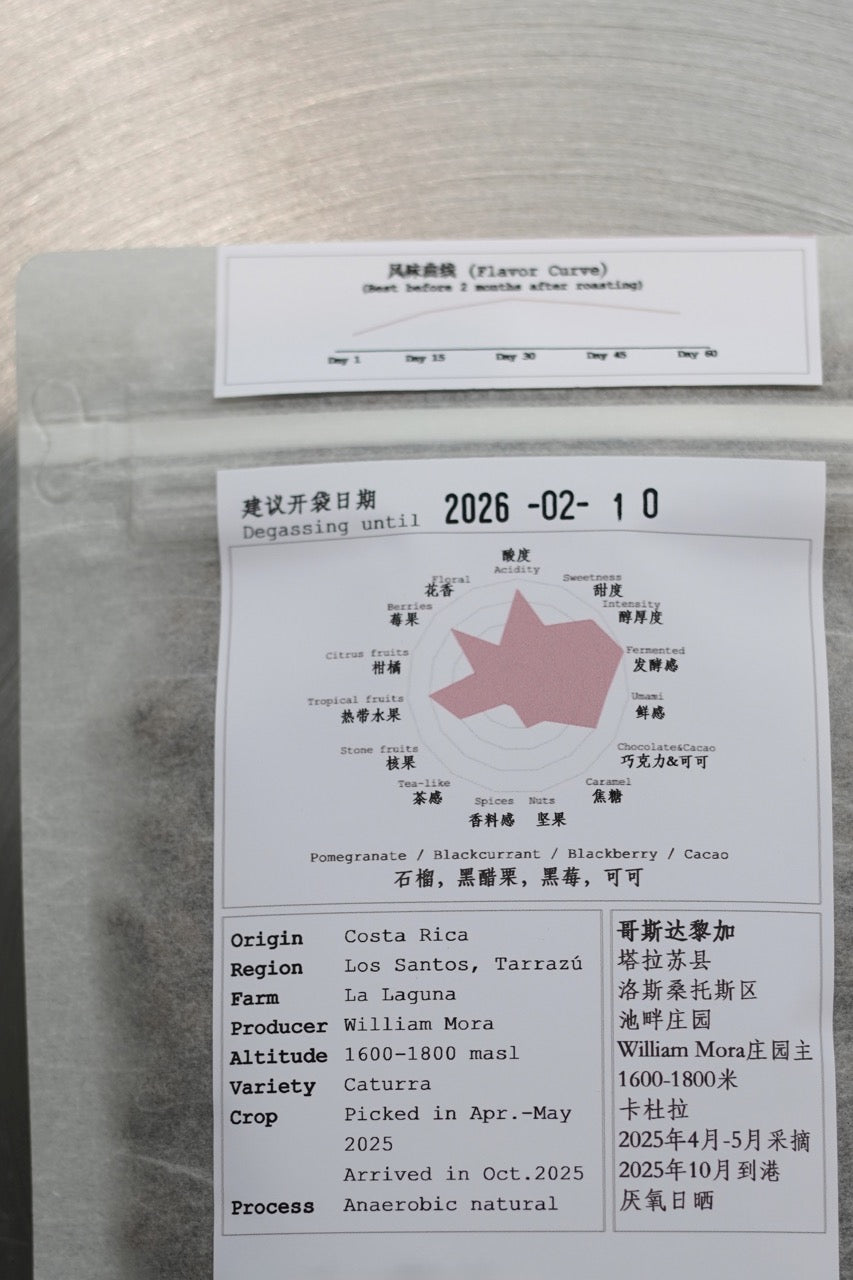 风味曲线 (Flavor Curve)
(Best before 2 months after roasting)
Day 1 Day 15 Day 30 Day 45 Day 60
建议开袋日期
Degassing until 2026 -02- 10
酸度
Acidity
Sweetness
甜度
Intensity
醇厚度
Fermented
发酵感
Umami
鲜感
Chocolate&Cacao
巧克力&可可
Caramel
焦糖
Nuts
坚果
Spices
香料感
Tea-like
茶感
Stone fruits
核果
Tropical fruits
热带水果
Citrus fruits
柑橘
Berries
莓果
Floral
花香
Pomegranate / Blackcurrant / Blackberry / Cacao
石榴，黑醋栗，黑莓，可可
Origin Costa Rica
Region Los Santos, Tarrazú
Farm La Laguna
Producer William Mora
Altitude 1600-1800 masl
Variety Caturra
Crop Picked in Apr.-May
2025
Arrived in Oct.2025
Process Anaerobic natural
哥斯达黎加
塔拉苏县
洛斯桑托斯区
池畔庄园
William Mora庄园主
1600-1800米
卡杜拉
2025年4月-5月采摘
2025年10月到港
厌氧日晒